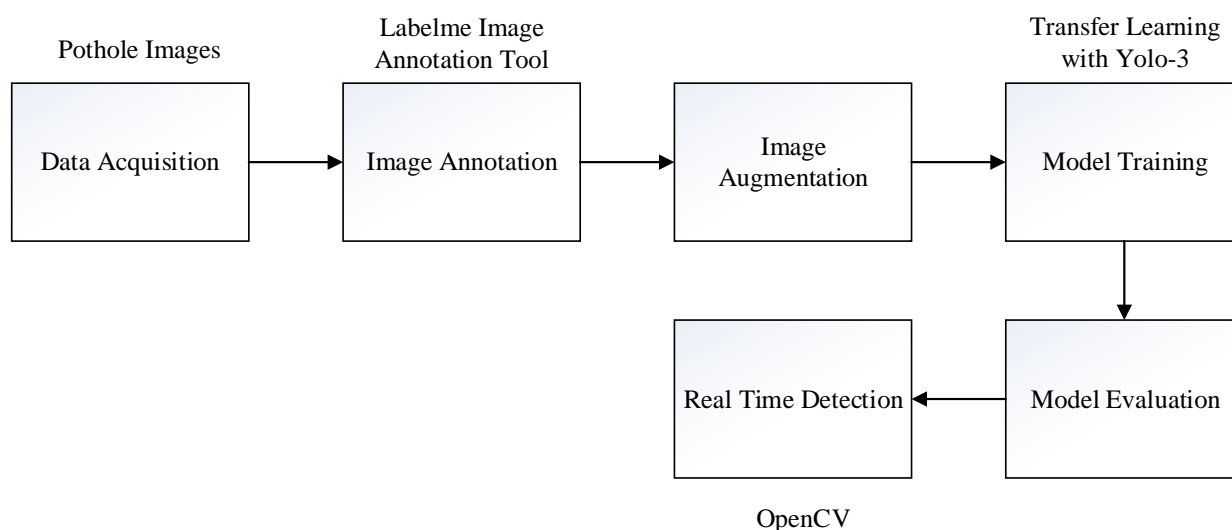 Pothole Images
Labelme Image
Annotation Tool
Transfer Learning
with Yolo-3
Data Acquisition
Image Annotation
Image
Augmentation
Model Training
Real Time Detection
Model Evaluation
OpenCV